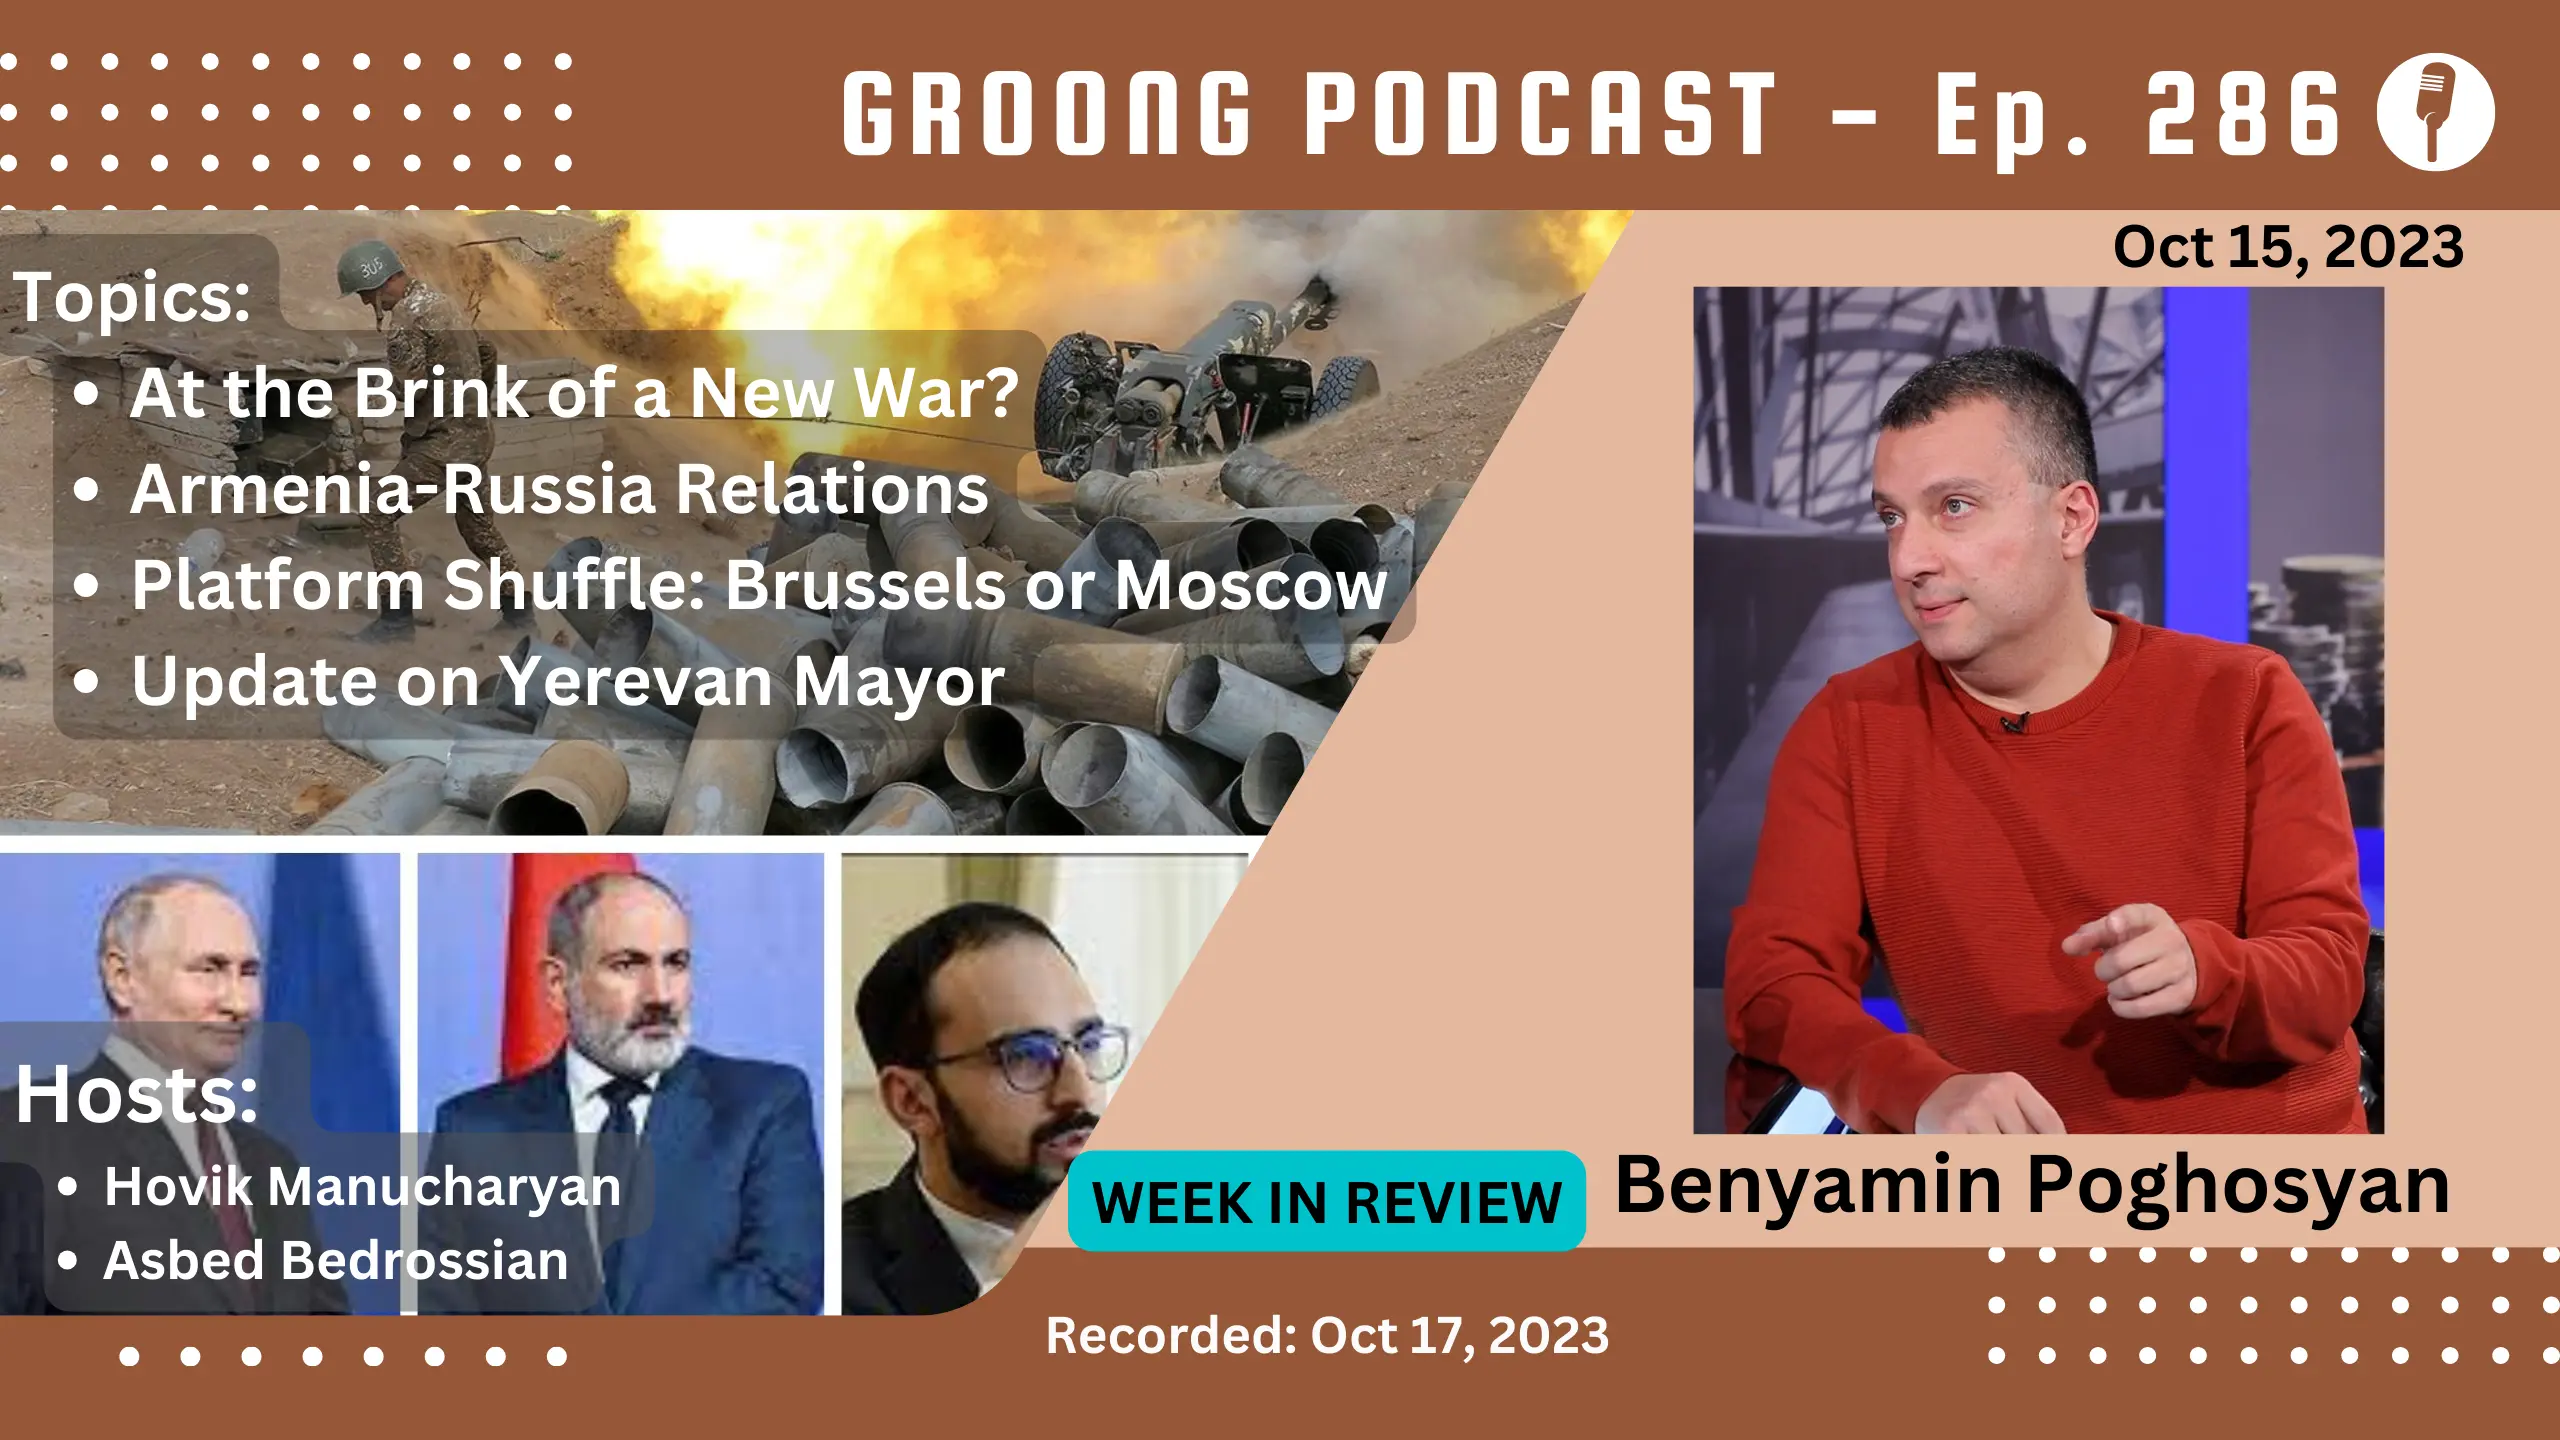 GROONG PODCAST - Ep. 286
Oct 15, 2023
Topics:
• At the Brink of a New War?
• Armenia-Russia Relations
• Platform Shuffle: Brussels or Moscow
• Update on Yerevan Mayor
305
Hosts:
• Hovik Manucharyan
• Asbed Bedrossian
WEEK IN REVIEW
Benyamin Poghosyan
Recorded: Oct 17, 2023